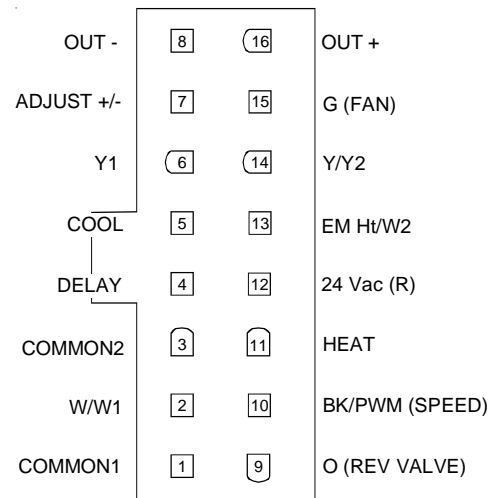 OUT - 8 16 OUT +
ADJUST +/- 7 15 G (FAN)
Y1 6 14 Y/Y2
COOL 5 13 EM Ht/W2
DELAY 4 12 24 Vac (R)
COMMON2 3 11 HEAT
W/W1 2 10 BK/PWM (SPEED)
COMMON1 1 9 O (REV VALVE)